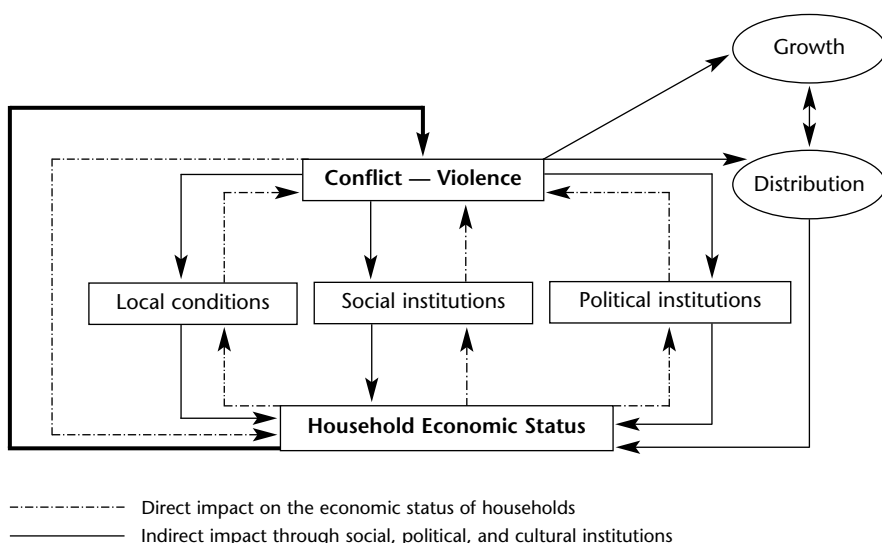 Growth
Conflict — Violence
Distribution
Local conditions
Social institutions
Political institutions
Household Economic Status
Direct impact on the economic status of households
Indirect impact through social, political, and cultural institutions